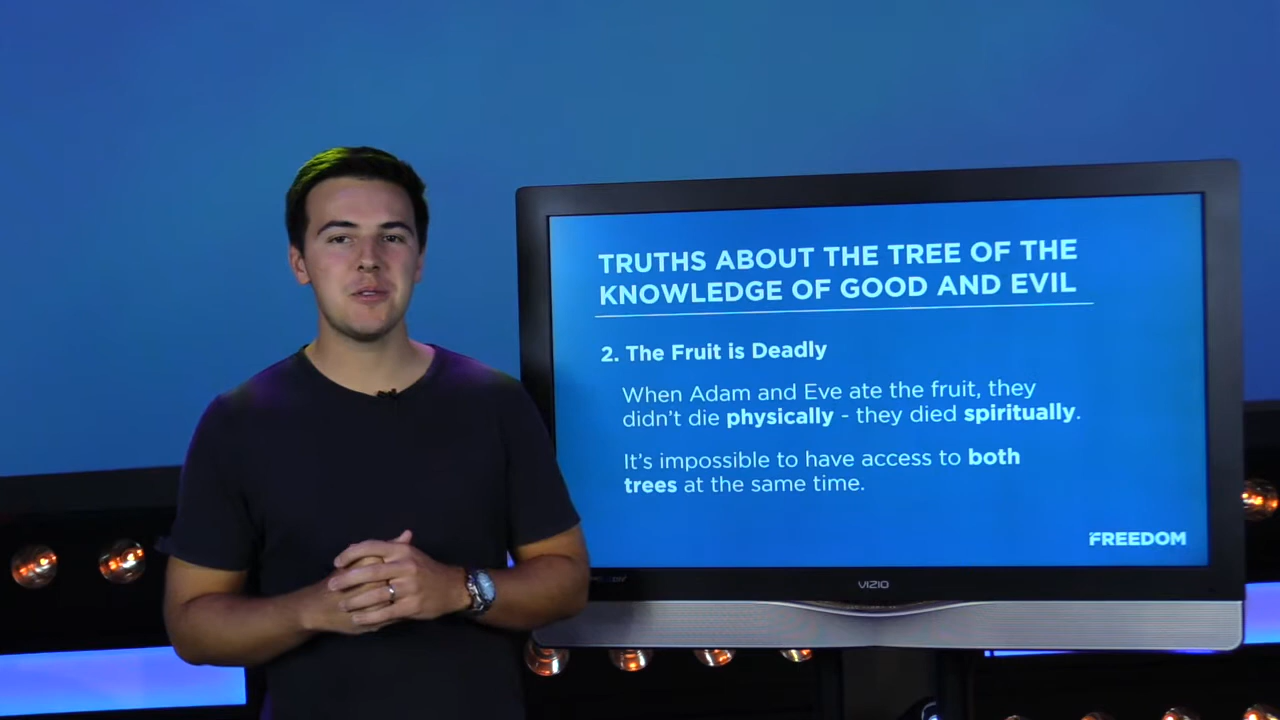 TRUTHS ABOUT THE TREE OF THE
KNOWLEDGE OF GOOD AND EVIL
2. The Fruit is Deadly
When Adam and Eve ate the fruit, they
didn't die physically - they died spiritually.
It's impossible to have access to both
trees at the same time.
FREEDOM
VIZIO